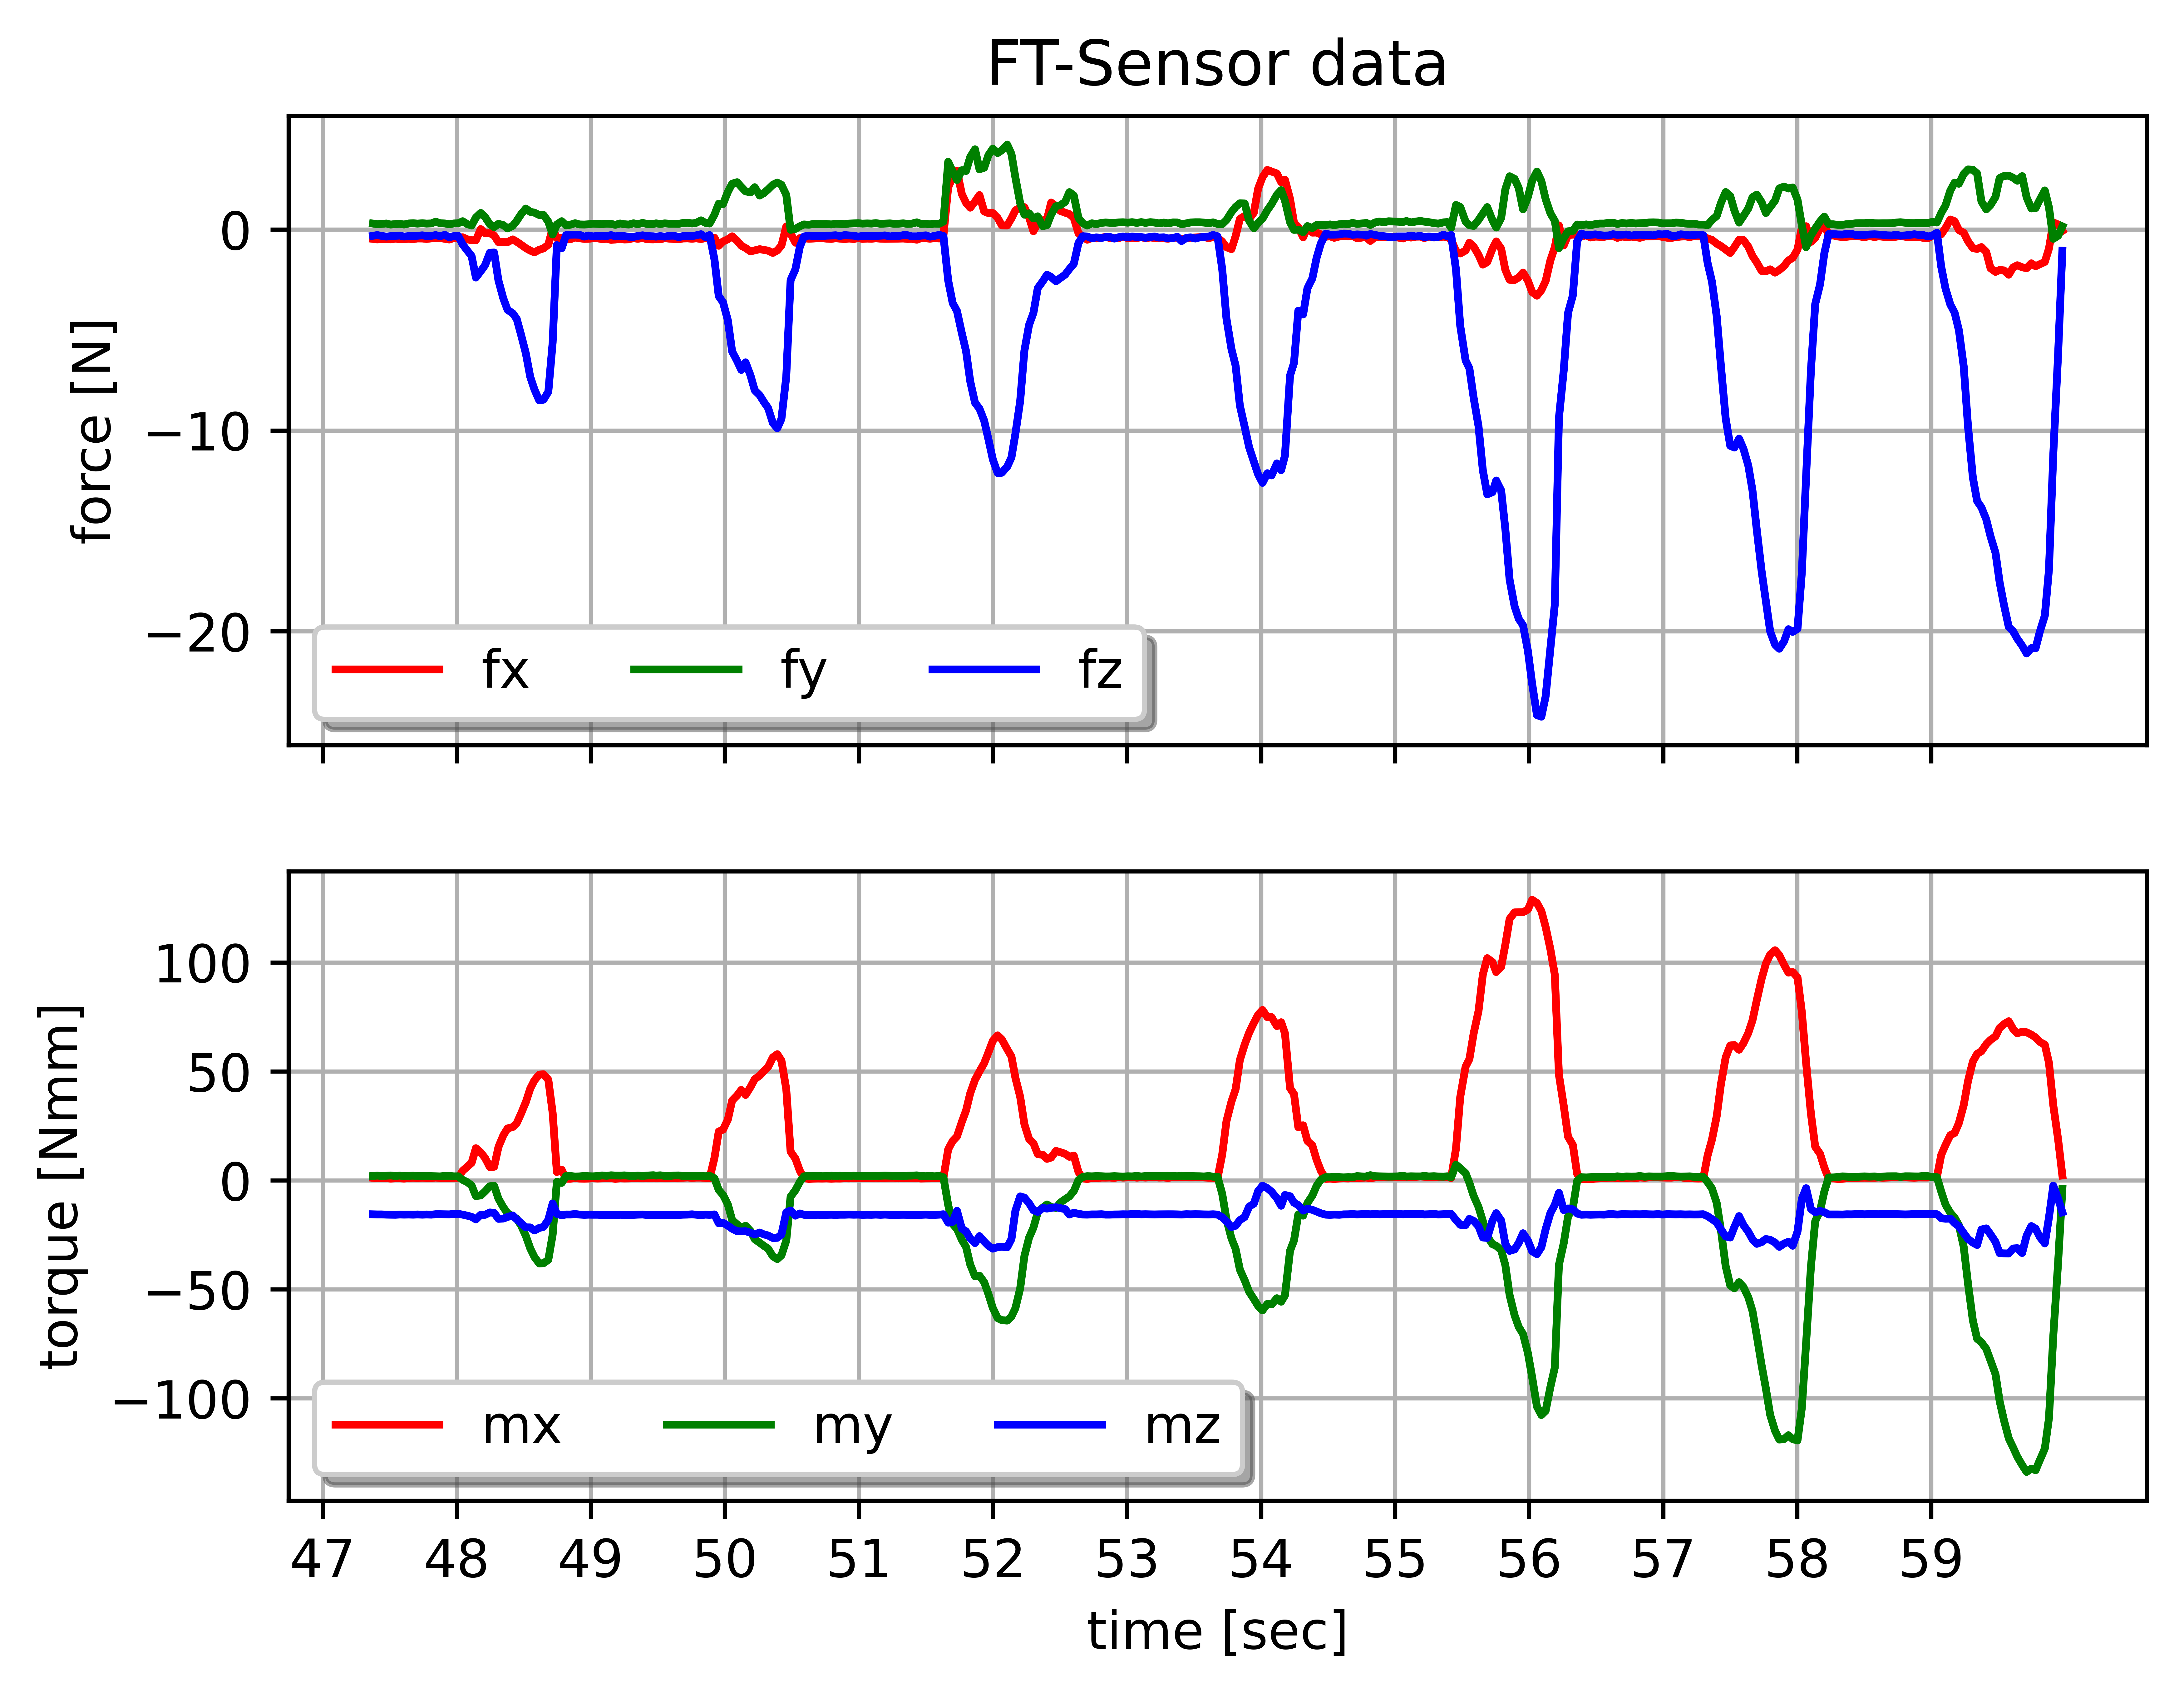 FT-Sensor data
force [N]
0
−10
−20
fx fy fz
torque [Nmm]
100
50
0
−50
−100
mx my mz
47 48 49 50 51 52 53 54 55 56 57 58 59
time [sec]